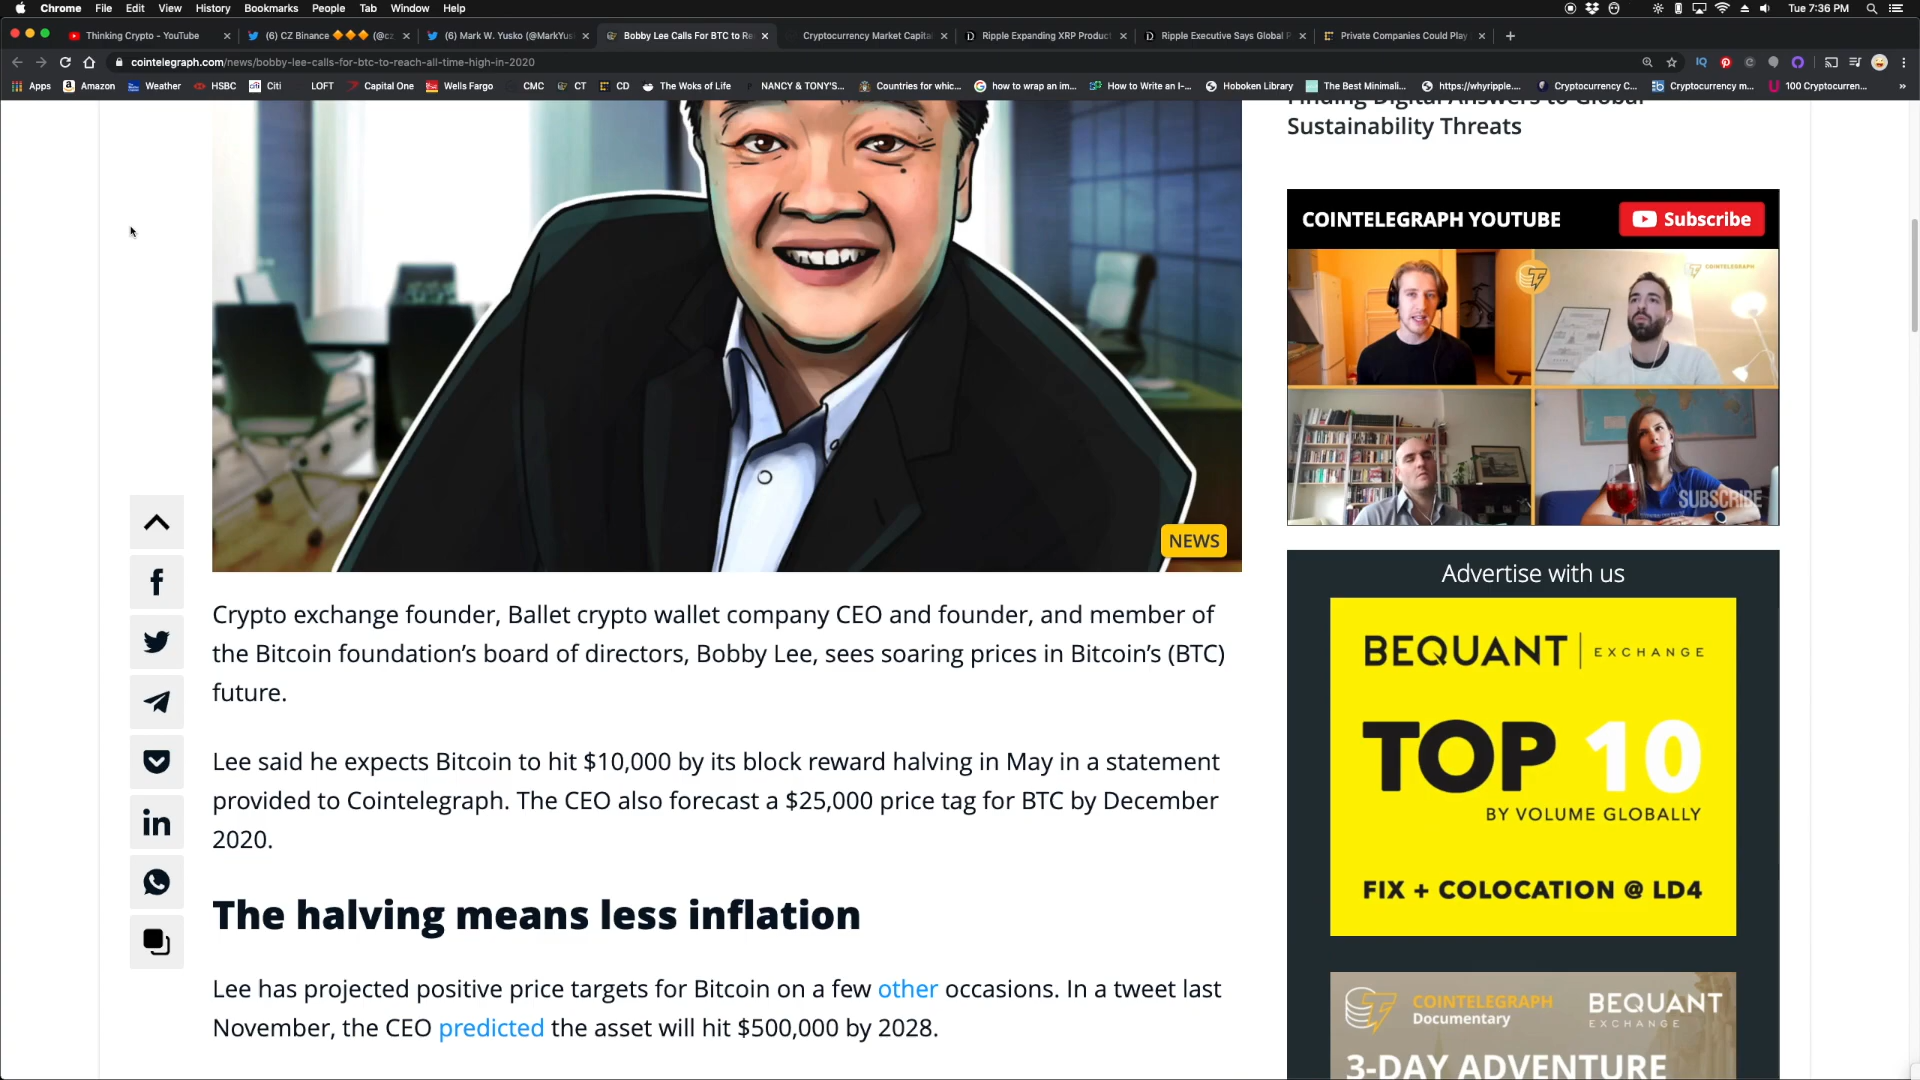 Chrome File Edit View History Bookmarks People Tab Window Help Tue 7:36 PM
Thinking Crypto - YouTube (6) CZ Binance 🔶🔶🔶 (@cz_ (6) Mark W. Yusko (@MarkYus Bobby Lee Calls For BTC to Re Cryptocurrency Market Capital Ripple Expanding XRP Product Ripple Executive Says Global P Private Companies Could Play
cointelegraph.com/news/bobby-lee-calls-for-btc-to-reach-all-time-high-in-2020
Apps Amazon Weather HSBC Citi LOFT Capital One Wells Fargo CMC CT CD The Woks of Life NANCY & TONY'S... Countries for whic... how to wrap an im... How to Write an I-... Hoboken Library The Best Minimali... https://whyripple.... Cryptocurrency C... Cryptocurrency m... 100 Cryptocurren...
Finding Digital Answers to Global
Sustainability Threats
COINTELEGRAPH YOUTUBE Subscribe
COINTELEGRAPH
SUBSCRIBE
NEWS
Crypto exchange founder, Ballet crypto wallet company CEO and founder, and member of
the Bitcoin foundation's board of directors, Bobby Lee, sees soaring prices in Bitcoin's (BTC)
future.
Lee said he expects Bitcoin to hit $10,000 by its block reward halving in May in a statement
provided to Cointelegraph. The CEO also forecast a $25,000 price tag for BTC by December
2020.
The halving means less inflation
Lee has projected positive price targets for Bitcoin on a few other occasions. In a tweet last
November, the CEO predicted the asset will hit $500,000 by 2028.
Advertise with us
BEQUANT EXCHANGE
TOP 10
BY VOLUME GLOBALLY
FIX + COLOCATION @ LD4
COINTELEGRAPH
Documentary
BEQUANT
EXCHANGE
3-DAY ADVENTURE